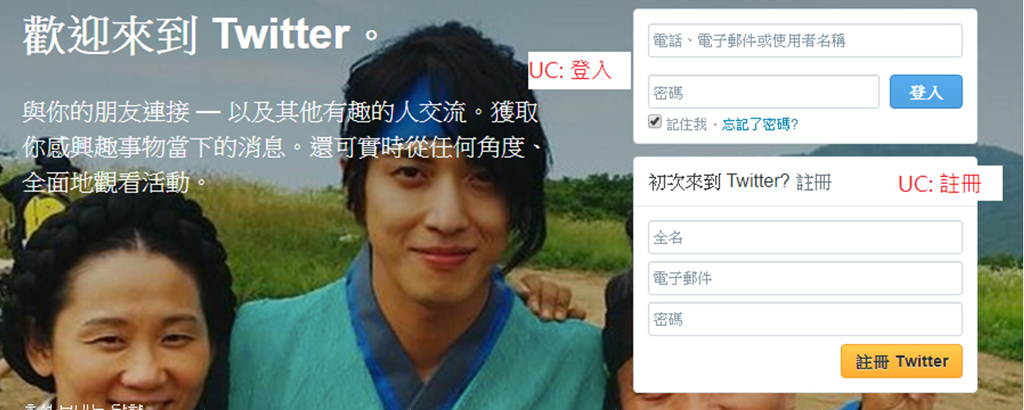 歡迎來到 Twitter。
與你的朋友連接 — 以及其他有趣的人交流。獲取
你感興趣事物當下的消息。還可實時從任何角度、
全面地觀看活動。
UC: 登入
電話、電子郵件或使用者名稱
密碼
登入
記住我 · 忘記了密碼?
初次來到 Twitter? 註冊
UC: 註冊
全名
電子郵件
密碼
註冊 Twitter